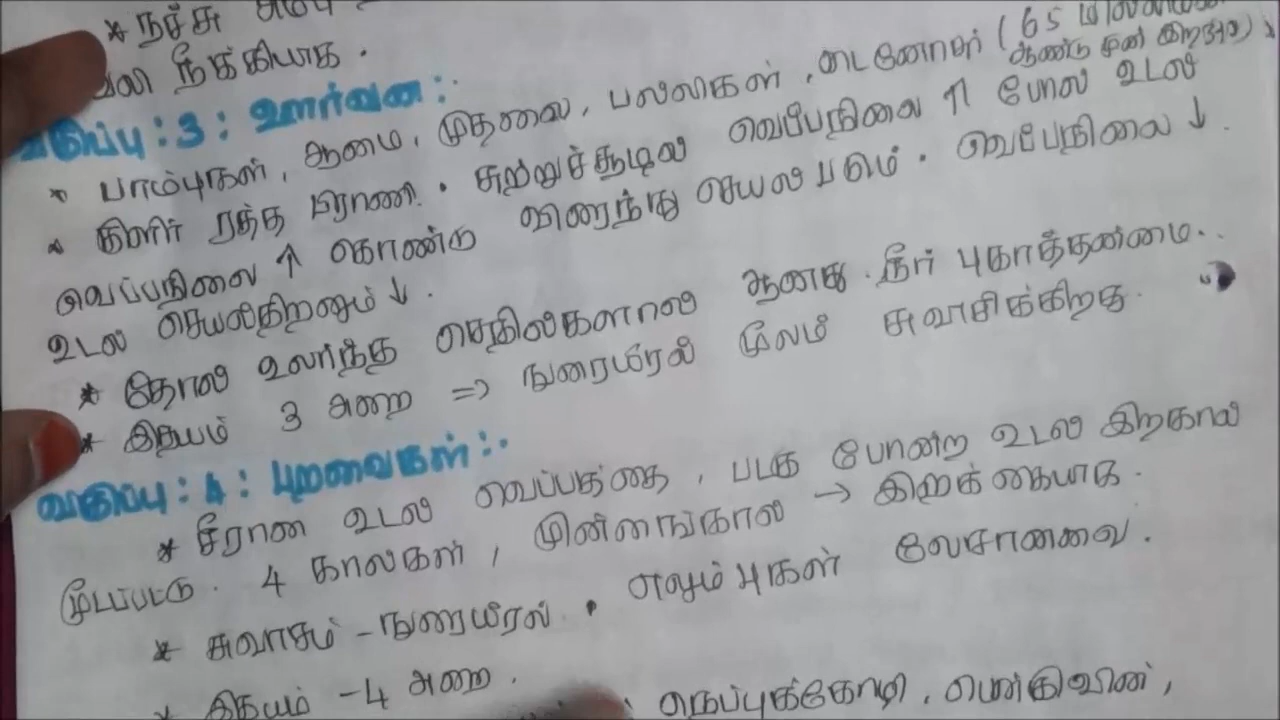 * நச்சு
நீக்கியாக.
வகுப்பு : 3 : ஊர்வன :-
* பாம்புகள், ஆமை, முதலை, பல்லிகள், டைனோசர் (65 மில்லியன்
ஆண்டு முன் இறந்தது)
* குளிர் ரத்த பிராணி. சுற்றுச்சூழல் வெப்பநிலை ↑ போல உடல்
வெப்பநிலை ↑ கொண்டு விரைந்து செயல்படும். வெப்பநிலை ↓.
உடல் செயல்திறனும் ↓.
* தோல் உலர்ந்த செதில்களால் ஆனது. நீர் புகாத்தன்மை..
* இதயம் 3 அறை => நுரையீரல் மூலம் சுவாசிக்கிறது.
வகுப்பு : 4 : பறவைகள் :-
* சீரான உடல் வெப்பத்தை, படகு போன்ற உடல் இறகால்
மூடப்பட்டு. 4 கால்கள், முன்னங்கால் -> இறக்கையாக.
* சுவாசம் - நுரையீரல். எலும்புகள் லேசானவை.
* இதயம் - 4 அறை.
நெப்புக்கோழி, பென்குவின்,